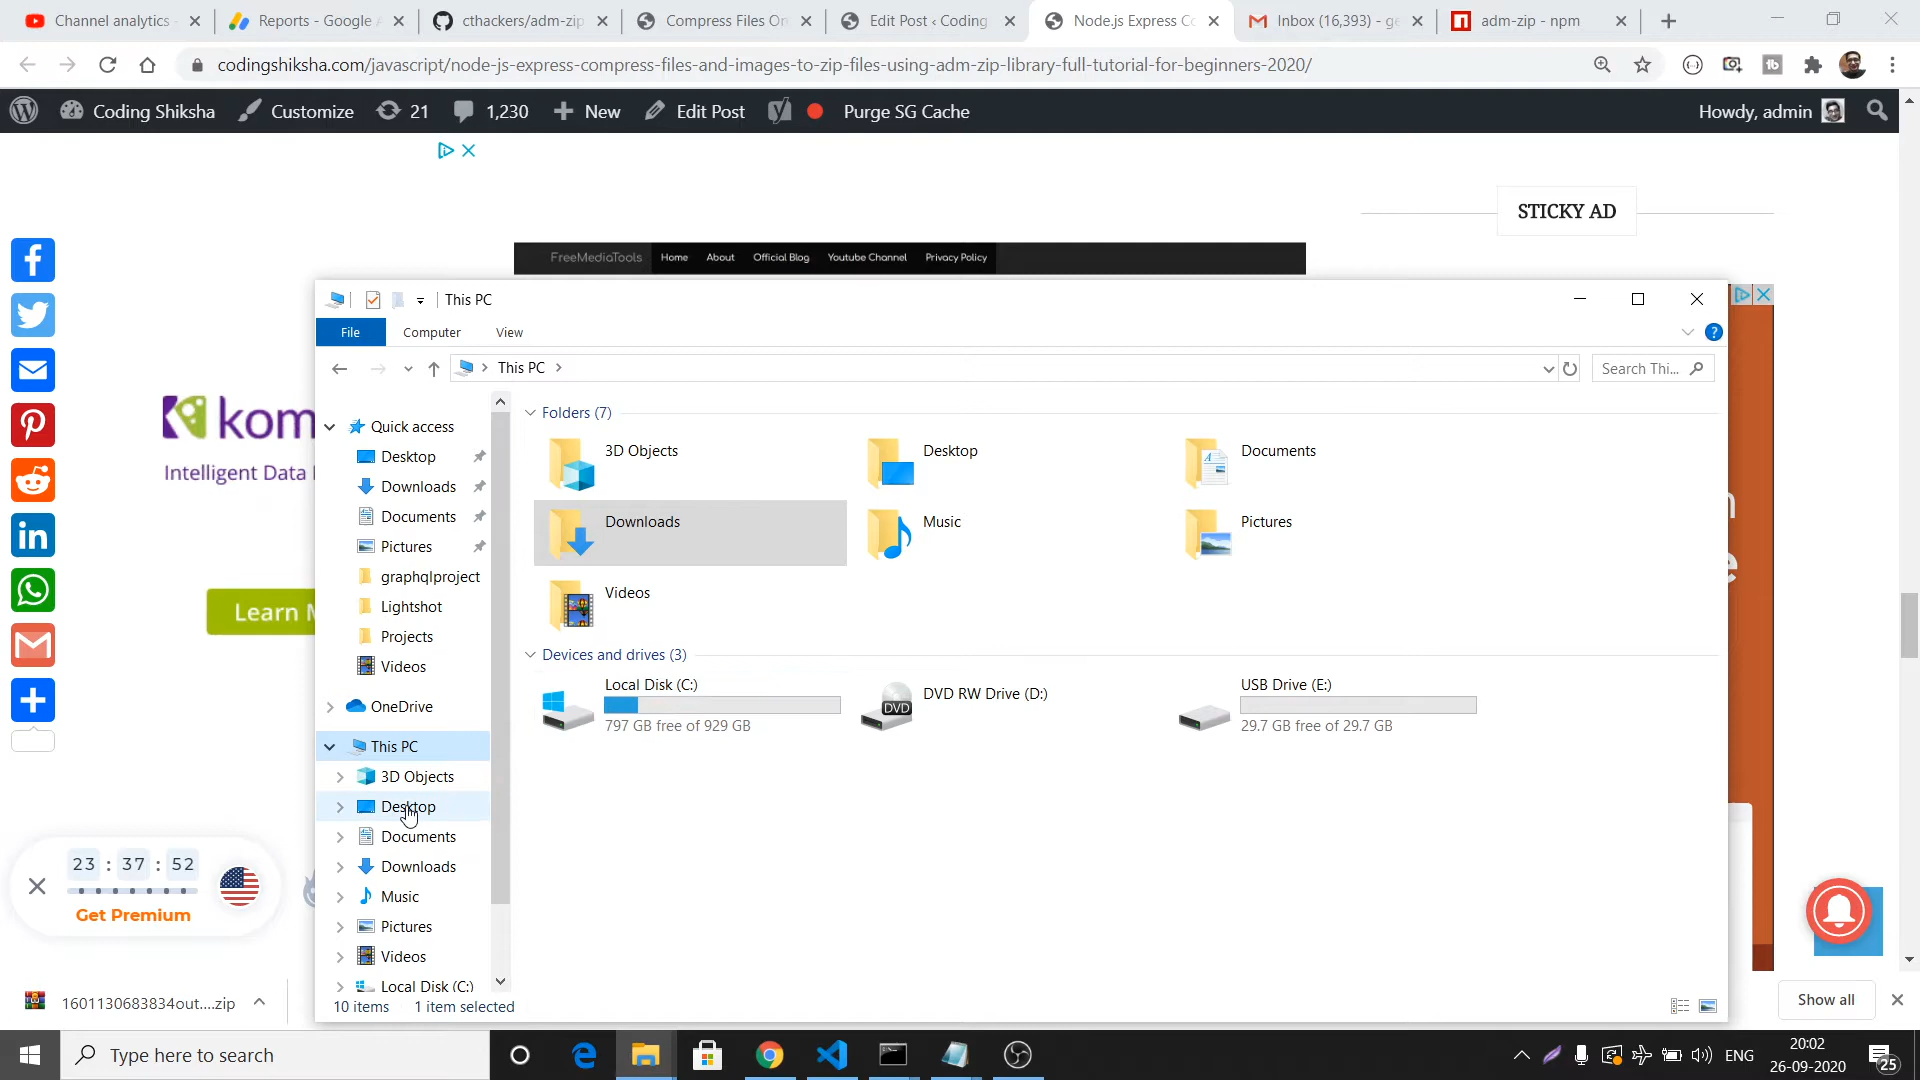 Channel analytics
Reports - Google A
cthackers/adm-zip
Compress Files On
Edit Post ‹ Coding
Node.js Express Co
Inbox (16,393) - ge
adm-zip - npm
codingshiksha.com/javascript/node-js-express-compress-files-and-images-to-zip-files-using-adm-zip-library-full-tutorial-for-beginners-2020/
Coding Shiksha
Customize
21
1,230
New
Edit Post
Purge SG Cache
Howdy, admin
STICKY AD
FreeMediaTools Home About Official Blog Youtube Channel Privacy Policy
This PC
File Computer View
This PC
Search Thi...
Quick access
Desktop
Downloads
Documents
Pictures
graphqlproject
Lightshot
Projects
Videos
OneDrive
This PC
3D Objects
Desktop
Documents
Downloads
Music
Pictures
Videos
Local Disk (C:)
Folders (7)
3D Objects
Desktop
Documents
Downloads
Music
Pictures
Videos
Devices and drives (3)
Local Disk (C:)
797 GB free of 929 GB
DVD
DVD RW Drive (D:)
USB Drive (E:)
29.7 GB free of 29.7 GB
10 items 1 item selected
kom
Intelligent Data
Learn
23 : 37 : 52
Get Premium
1601130683834out....zip
Show all
Type here to search
ENG
20:02
26-09-2020
25